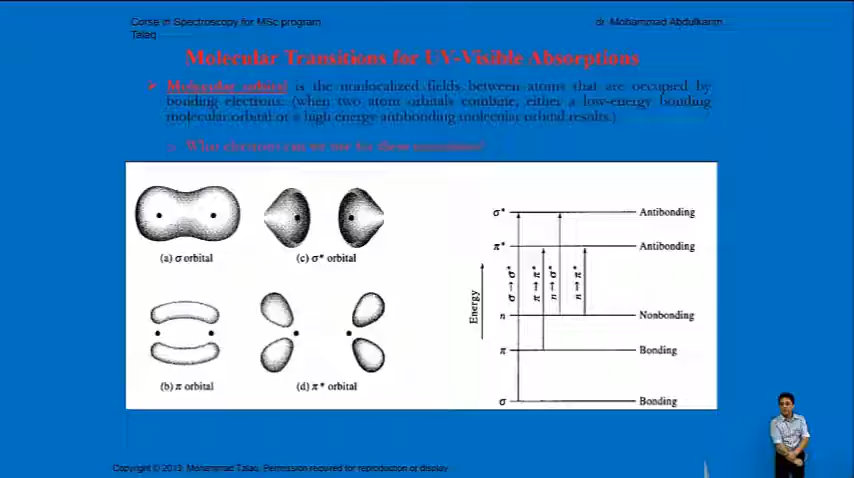 Corse in Spectroscopy for MSc program
dr. Mohammad Abdulkarim
Talaq
Molecular Transitions for UV-Visible Absorptions
Molecular orbital is the nonlocalized fields between atoms that are occupied by
bonding electrons. (when two atom orbitals combine, either a low-energy bonding
molecular orbital or a high energy antibonding molecular orbital results.)
What electrons can we use for these transitions?
(a) σ orbital
(c) σ* orbital
(b) π orbital
(d) π* orbital
Energy
σ* Antibonding
π* Antibonding
σ → σ*
π → π*
n → σ*
n → π*
n Nonbonding
π Bonding
σ Bonding
Copyright © 2013 Mohammad Talaq. Permission required for reproduction or display